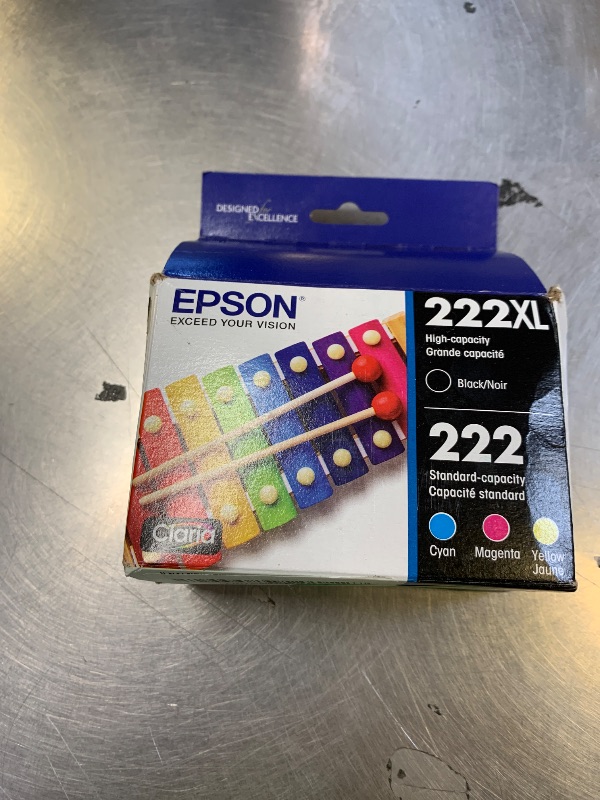 DESIGNED for
EXCELLENCE
EPSON®
EXCEED YOUR VISION
222XL
High-capacity
Grande capacité
Black/Noir
222
Standard-capacity
Capacité standard
Cyan
Magenta
Yellow
Jaune
Claria